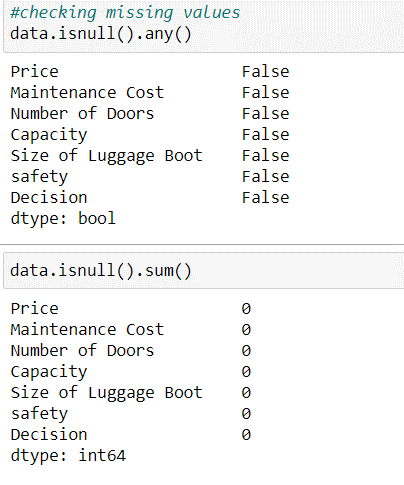 #checking missing values
data.isnull().any()
Price False
Maintenance Cost False
Number of Doors False
Capacity False
Size of Luggage Boot False
safety False
Decision False
dtype: bool
data.isnull().sum()
Price 0
Maintenance Cost 0
Number of Doors 0
Capacity 0
Size of Luggage Boot 0
safety 0
Decision 0
dtype: int64